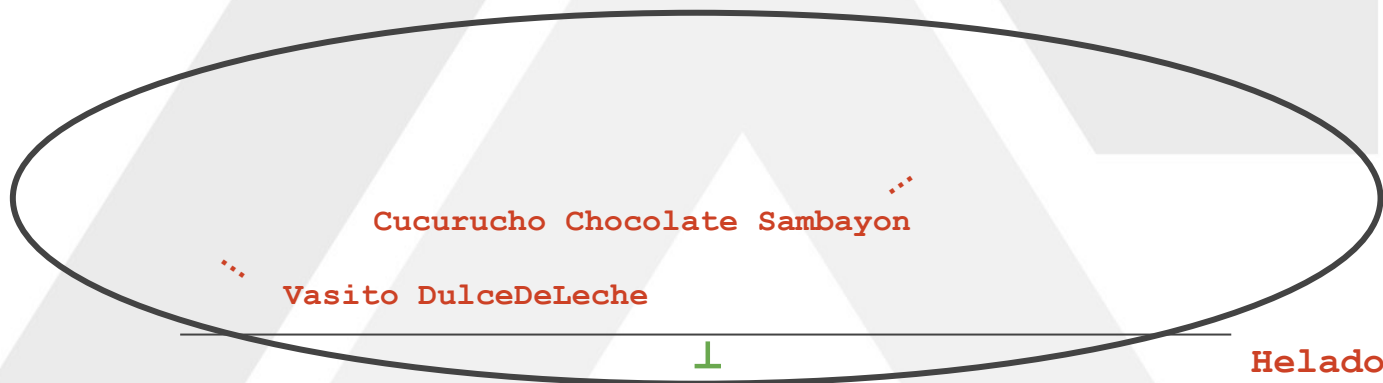 ...
Cucurucho Chocolate Sambayon
...
Vasito DulceDeLeche
⊥
Helado